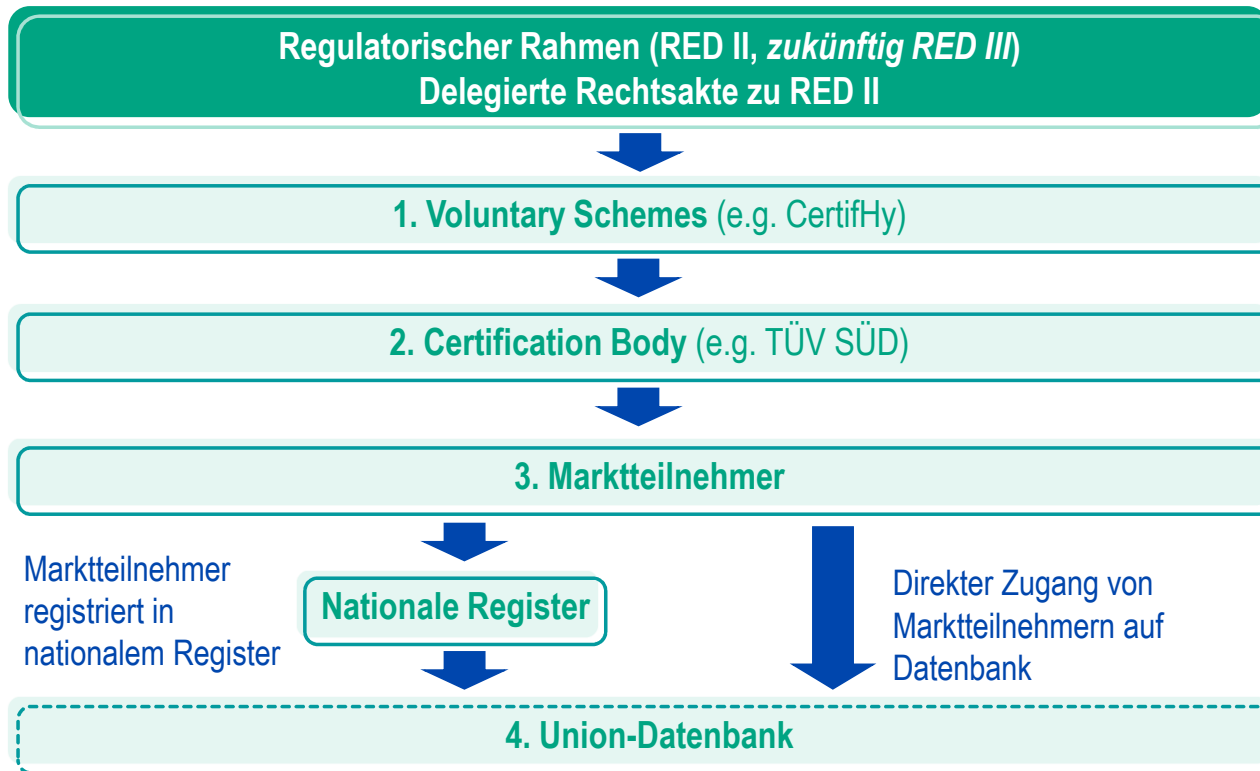 Regulatorischer Rahmen (RED II, zukünftig RED III)
Delegierte Rechtsakte zu RED II
1. Voluntary Schemes (e.g. CertifHy)
2. Certification Body (e.g. TÜV SÜD)
3. Marktteilnehmer
Marktteilnehmer
registriert in
nationalem Register
Nationale Register
Direkter Zugang von
Marktteilnehmern auf
Datenbank
4. Union-Datenbank